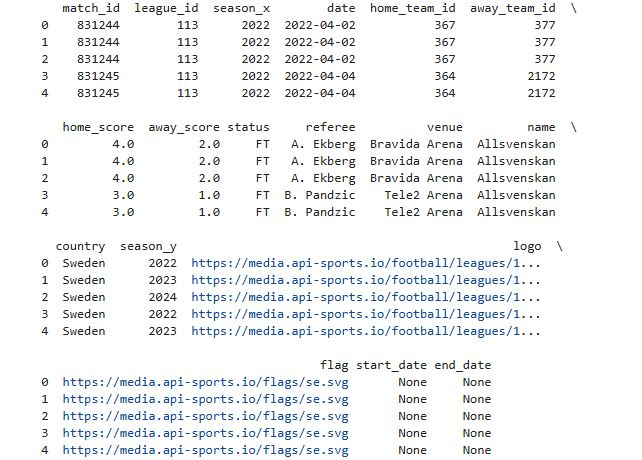 match_id league_id season_x date home_team_id away_team_id \
0 831244 113 2022 2022-04-02 367 377
1 831244 113 2022 2022-04-02 367 377
2 831244 113 2022 2022-04-02 367 377
3 831245 113 2022 2022-04-04 364 2172
4 831245 113 2022 2022-04-04 364 2172
home_score away_score status referee venue name \
0 4.0 2.0 FT A. Ekberg Bravida Arena Allsvenskan
1 4.0 2.0 FT A. Ekberg Bravida Arena Allsvenskan
2 4.0 2.0 FT A. Ekberg Bravida Arena Allsvenskan
3 3.0 1.0 FT B. Pandzic Tele2 Arena Allsvenskan
4 3.0 1.0 FT B. Pandzic Tele2 Arena Allsvenskan
country season_y logo \
0 Sweden 2022 https://media.api-sports.io/football/leagues/1...
1 Sweden 2023 https://media.api-sports.io/football/leagues/1...
2 Sweden 2024 https://media.api-sports.io/football/leagues/1...
3 Sweden 2022 https://media.api-sports.io/football/leagues/1...
4 Sweden 2023 https://media.api-sports.io/football/leagues/1...
flag start_date end_date
0 https://media.api-sports.io/flags/se.svg None None
1 https://media.api-sports.io/flags/se.svg None None
2 https://media.api-sports.io/flags/se.svg None None
3 https://media.api-sports.io/flags/se.svg None None
4 https://media.api-sports.io/flags/se.svg None None